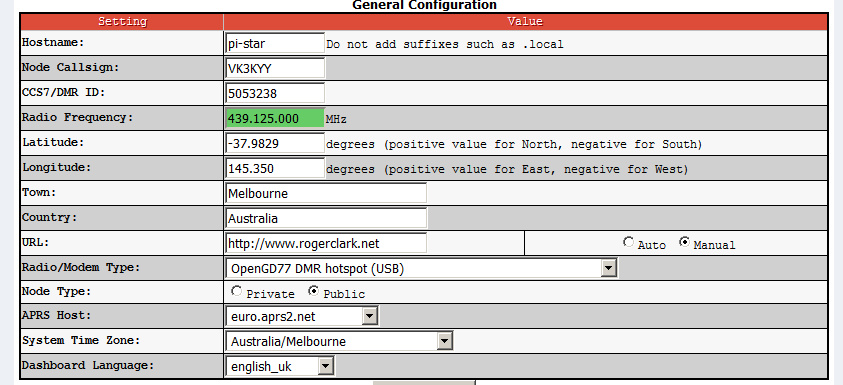 General Configuration
Setting Value
Hostname: pi-star Do not add suffixes such as .local
Node Callsign: VK3KYY
CCS7/DMR ID: 5053238
Radio Frequency: 439.125.000 MHz
Latitude: -37.9829 degrees (positive value for North, negative for South)
Longitude: 145.350 degrees (positive value for East, negative for West)
Town: Melbourne
Country: Australia
URL: http://www.rogerclark.net Auto Manual
Radio/Modem Type: OpenGD77 DMR hotspot (USB)
Node Type: Private Public
APRS Host: euro.aprs2.net
System Time Zone: Australia/Melbourne
Dashboard Language: english_uk